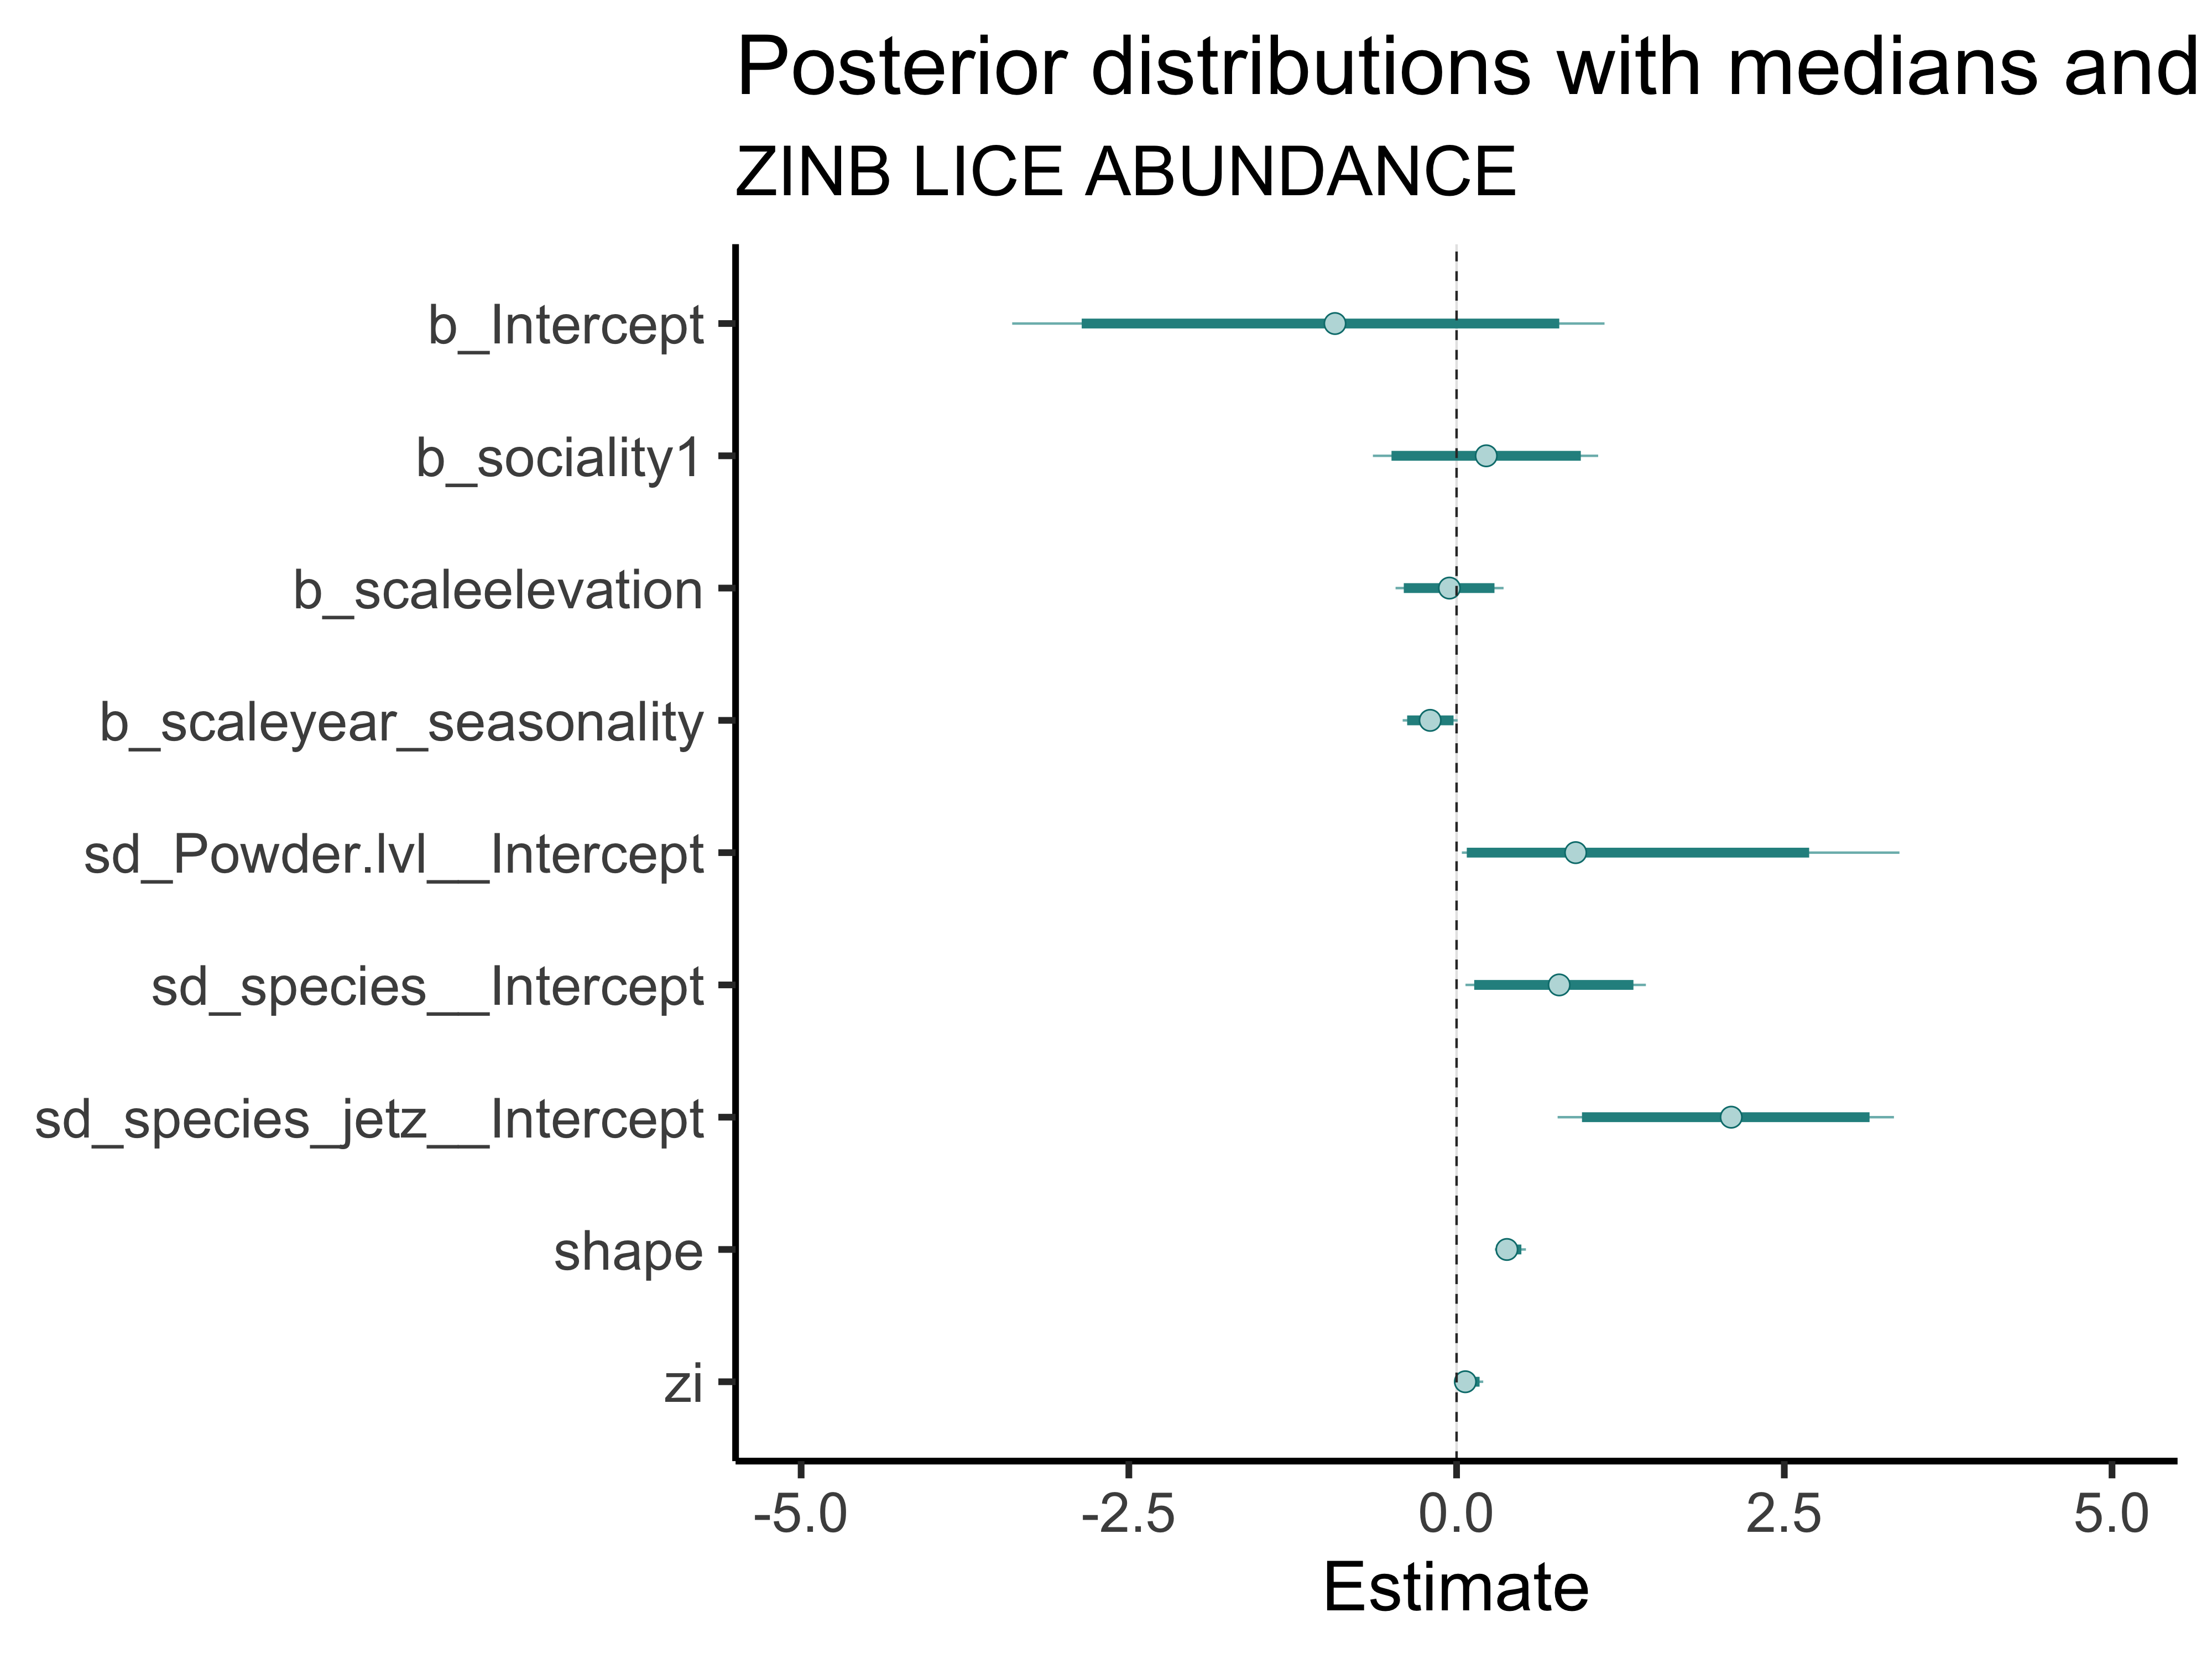 Posterior distributions with medians and
ZINB LICE ABUNDANCE
b_Intercept
b_sociality1
b_scaleelevation
b_scaleyear_seasonality
sd_Powder.lvl__Intercept
sd_species__Intercept
sd_species_jetz__Intercept
shape
zi
-5.0 -2.5 0.0 2.5 5.0
Estimate